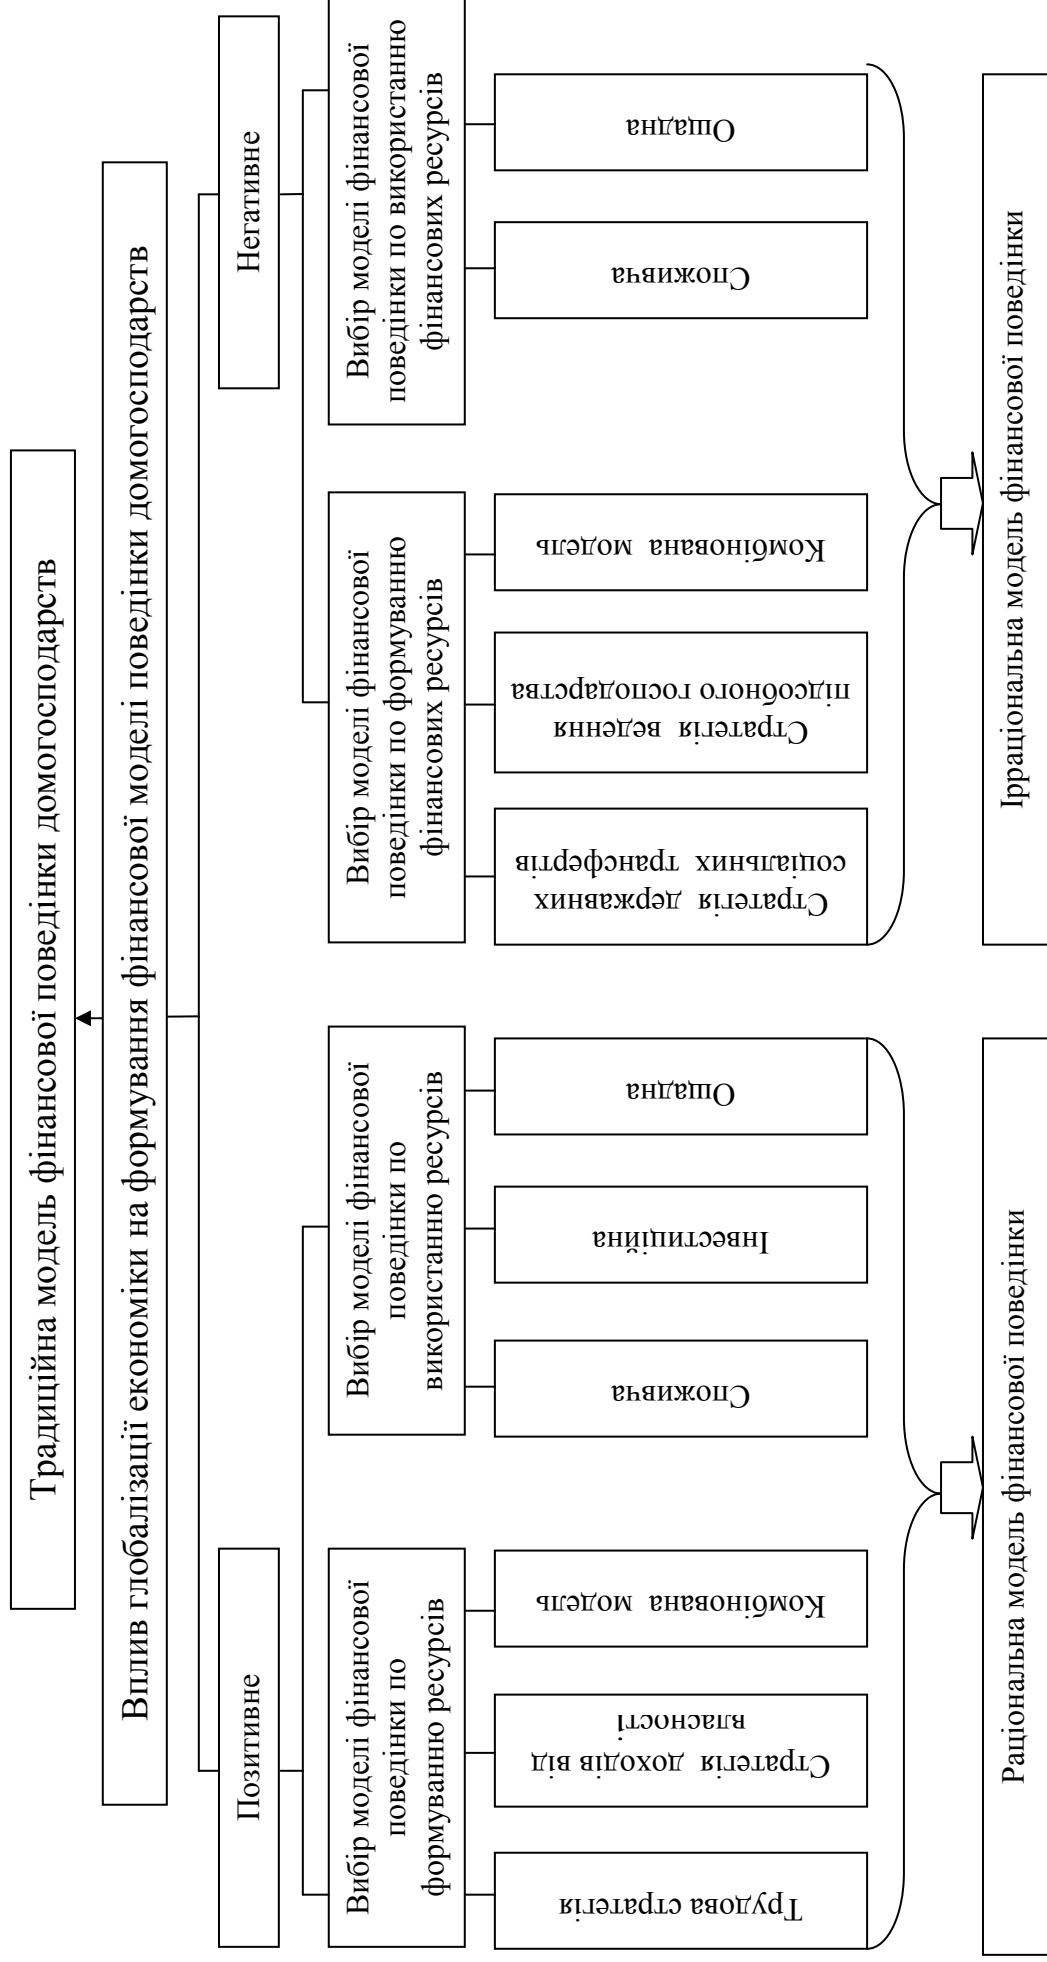 Традиційна модель фінансової поведінки домогосподарств
Вплив глобалізації економіки на формування фінансової моделі поведінки домогосподарств
Позитивне
Негативне
Вибір моделі фінансової
поведінки по
формуванню ресурсів
Вибір моделі фінансової
поведінки по
використанню ресурсів
Вибір моделі фінансової
поведінки по формуванню
фінансових ресурсів
Вибір моделі фінансової
поведінки по використанню
фінансових ресурсів
Трудова стратегія
Стратегія доходів від
власності
Комбінована модель
Споживча
Інвестиційна
Ощадна
Стратегія державних
соціальних трансфертів
Стратегія ведення
підсобного господарства
Комбінована модель
Споживча
Ощадна
Раціональна модель фінансової поведінки
Ірраціональна модель фінансової поведінки